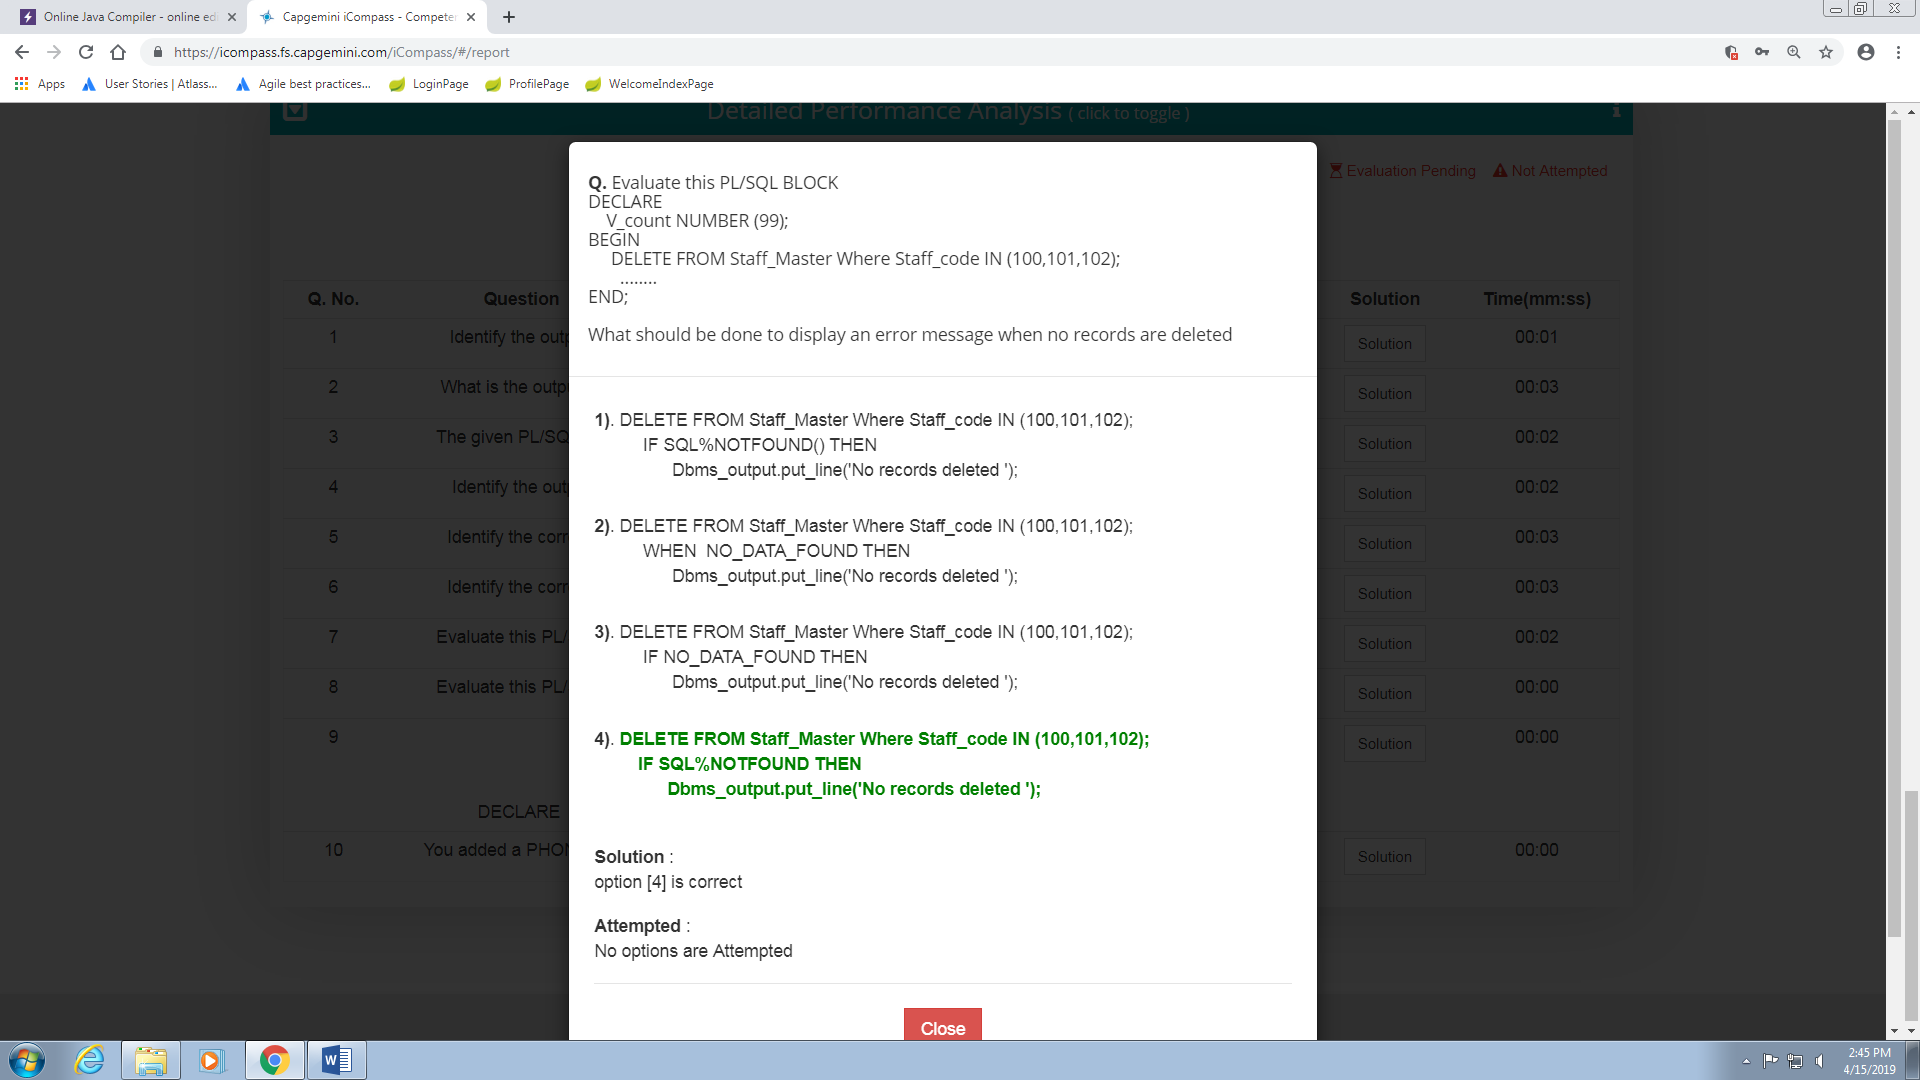 Online Java Compiler - online edi
Capgemini iCompass - Competen
https://icompass.fs.capgemini.com/iCompass/#/report
Apps
User Stories | Atlass...
Agile best practices...
LoginPage
ProfilePage
WelcomeIndexPage
Detailed Performance Analysis ( click to toggle )
Evaluation Pending
Not Attempted
Q. No.
Question
Solution
Time(mm:ss)
1
Identify the outp
Solution
00:01
2
What is the outp
Solution
00:03
3
The given PL/SQ
Solution
00:02
4
Identify the out
Solution
00:02
5
Identify the corr
Solution
00:03
6
Identify the corr
Solution
00:03
7
Evaluate this PL/
Solution
00:02
8
Evaluate this PL/
Solution
00:00
9
DECLARE
Solution
00:00
10
You added a PHO
Solution
00:00
Q. Evaluate this PL/SQL BLOCK
DECLARE
V_count NUMBER (99);
BEGIN
DELETE FROM Staff_Master Where Staff_code IN (100,101,102);
........
END;
What should be done to display an error message when no records are deleted
1). DELETE FROM Staff_Master Where Staff_code IN (100,101,102);
IF SQL%NOTFOUND() THEN
Dbms_output.put_line('No records deleted ');
2). DELETE FROM Staff_Master Where Staff_code IN (100,101,102);
WHEN  NO_DATA_FOUND THEN
Dbms_output.put_line('No records deleted ');
3). DELETE FROM Staff_Master Where Staff_code IN (100,101,102);
IF NO_DATA_FOUND THEN
Dbms_output.put_line('No records deleted ');
4). DELETE FROM Staff_Master Where Staff_code IN (100,101,102);
IF SQL%NOTFOUND THEN
Dbms_output.put_line('No records deleted ');
Solution :
option [4] is correct
Attempted :
No options are Attempted
Close
2:45 PM
4/15/2019